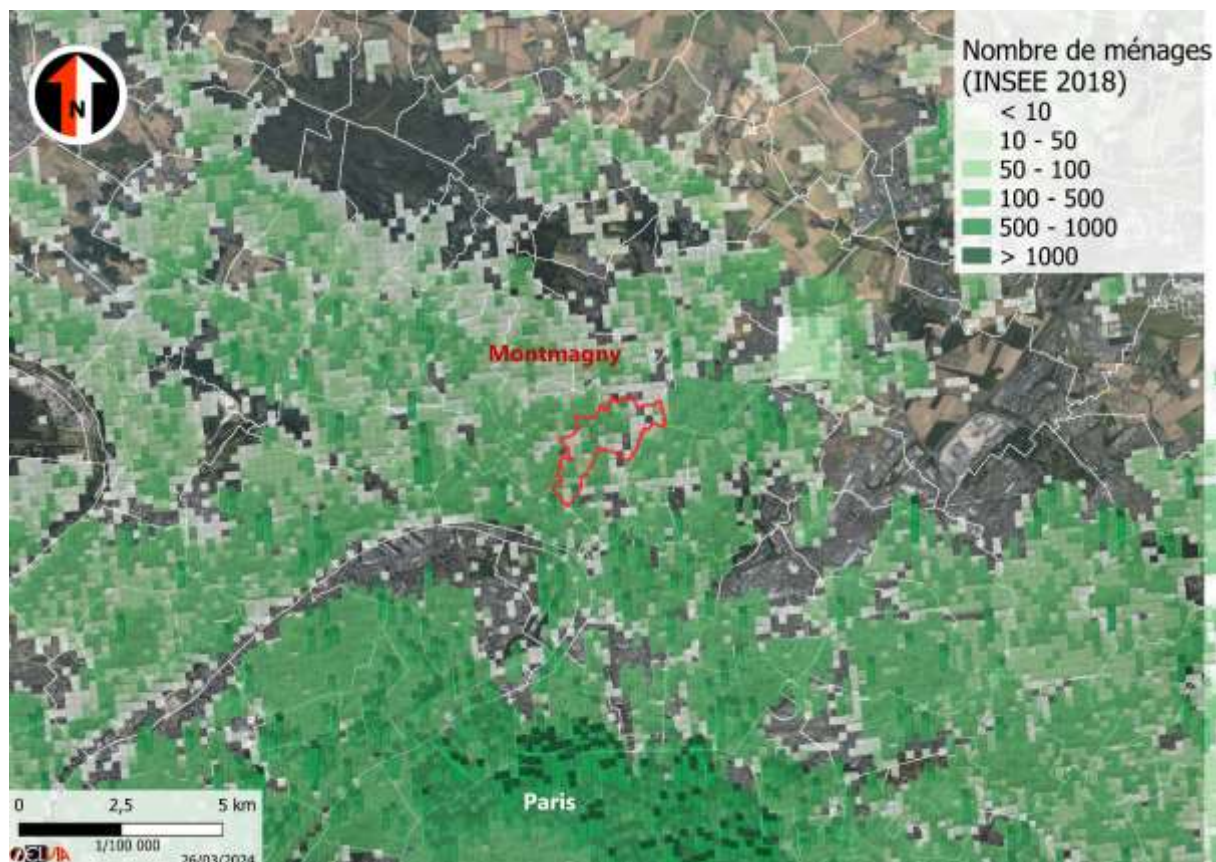 Nombre de ménages
(INSEE 2018)
< 10
10 - 50
50 - 100
100 - 500
500 - 1000
> 1000
N
Montmagny
Paris
0 2,5 5 km
1/100 000
26/03/2024